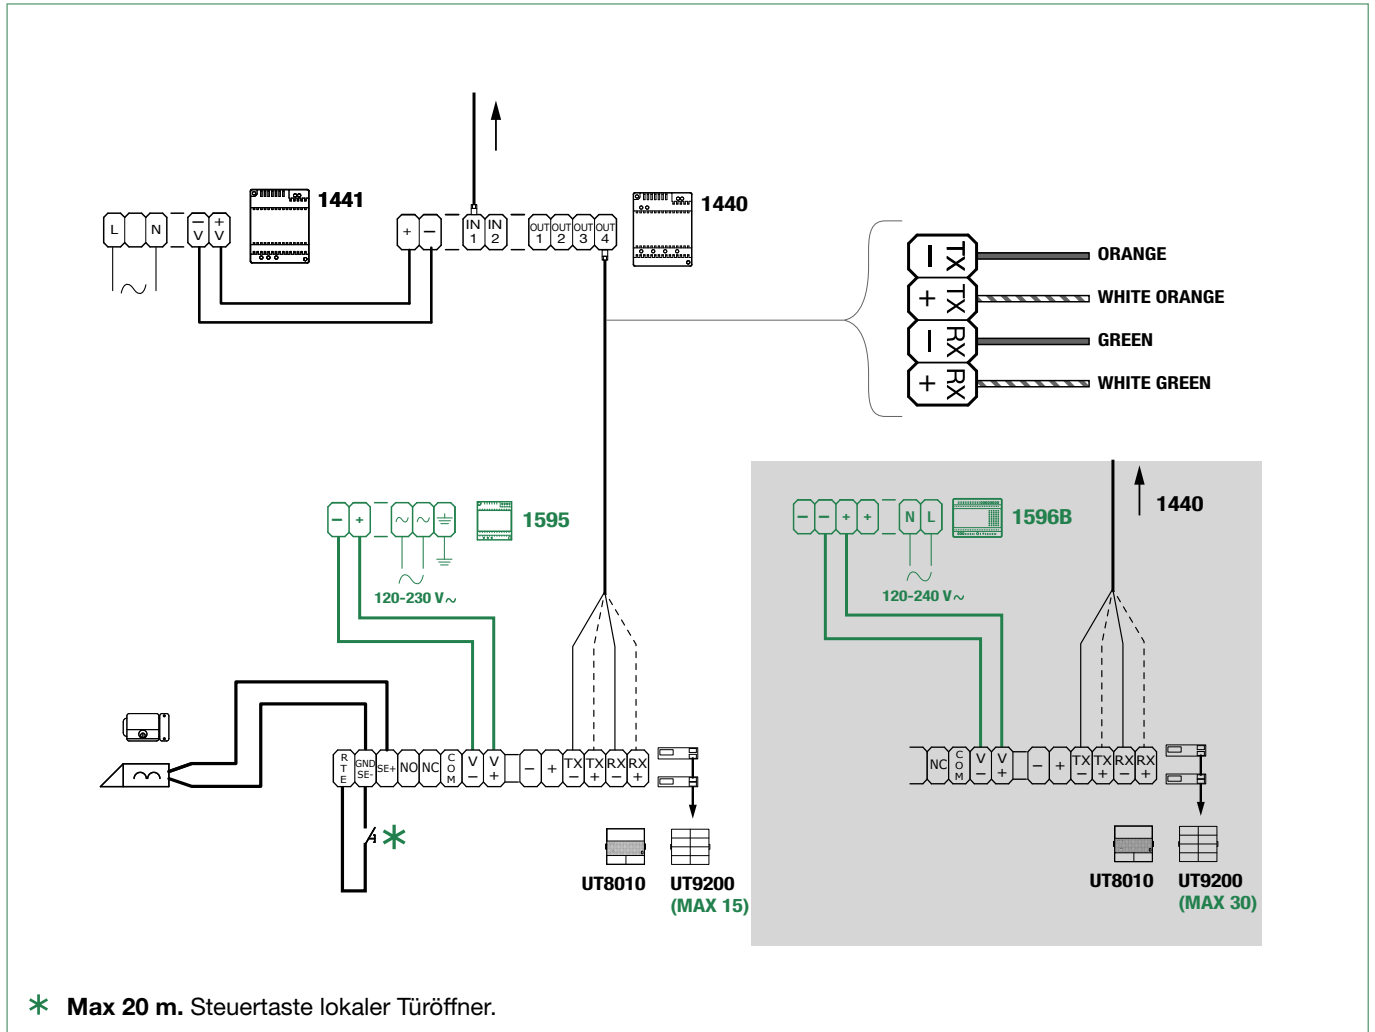 1441
1440
L N − V + V
+ − IN 1 IN 2 OUT 1 OUT 2 OUT 3 OUT 4
TX − ORANGE
TX + WHITE ORANGE
RX − GREEN
RX + WHITE GREEN
− + ~ ~ 1595
120-230 V~
− − + + N L 1596B
1440
120-240 V~
RTE GND SE- SE+ NO NC COM V − V + − + TX − TX + RX − RX +
NC COM V − V + − + TX − TX + RX − RX +
UT8010 UT9200
(MAX 15)
UT8010 UT9200
(MAX 30)
* Max 20 m. Steuertaste lokaler Türöffner.